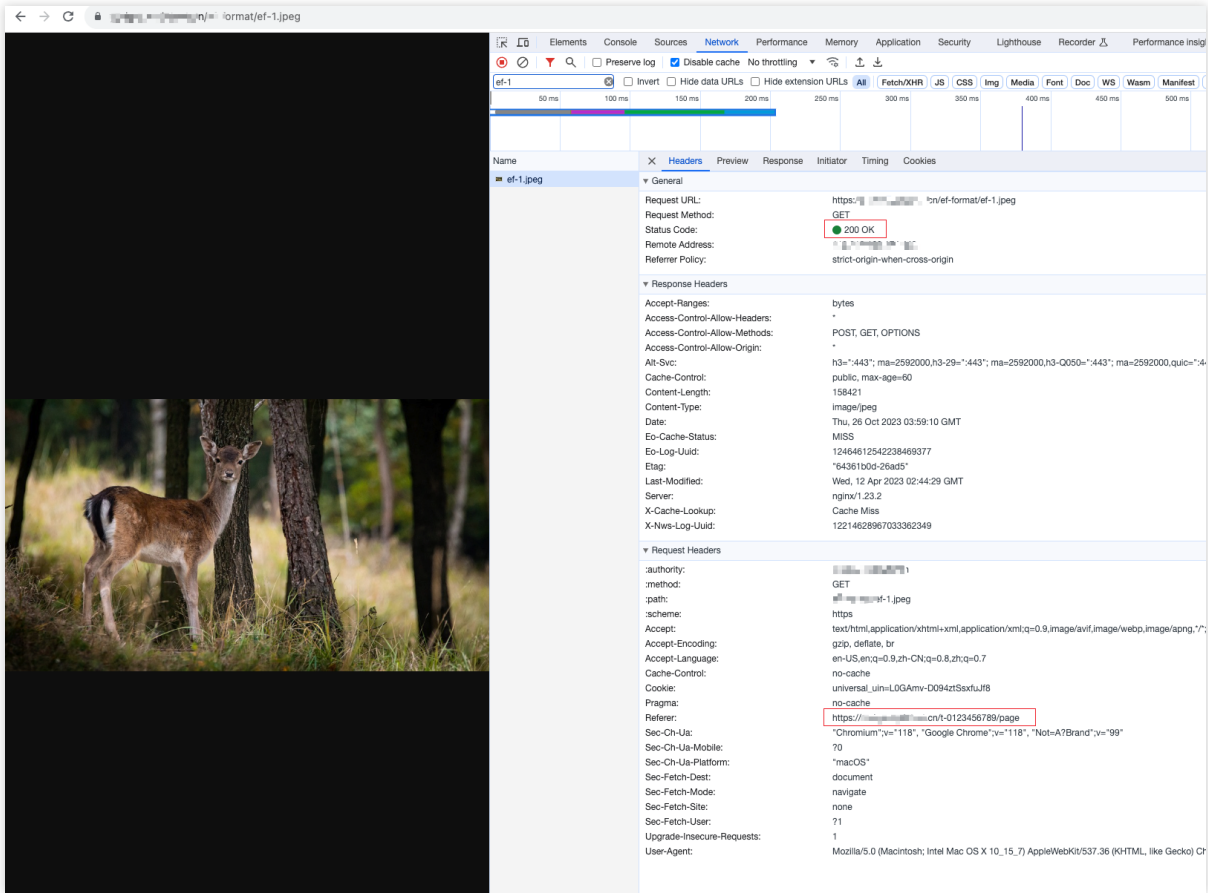 ormat/ef-1.jpeg
Elements Console Sources Network Performance Memory Application Security Lighthouse Recorder Performance insig
Preserve log Disable cache No throttling
ef-1 Invert Hide data URLs Hide extension URLs All Fetch/XHR JS CSS Img Media Font Doc WS Wasm Manifest
50 ms 100 ms 150 ms 200 ms 250 ms 300 ms 350 ms 400 ms 450 ms 500 ms
Name Headers Preview Response Initiator Timing Cookies
ef-1.jpeg
General
Request URL: https:/ cn/ef-format/ef-1.jpeg
Request Method: GET
Status Code: 200 OK
Remote Address:
Referrer Policy: strict-origin-when-cross-origin
Response Headers
Accept-Ranges: bytes
Access-Control-Allow-Headers: *
Access-Control-Allow-Methods: POST, GET, OPTIONS
Access-Control-Allow-Origin: *
Alt-Svc: h3=":443"; ma=2592000,h3-29=":443"; ma=2592000,h3-Q050=":443"; ma=2592000,quic=":4
Cache-Control: public, max-age=60
Content-Length: 158421
Content-Type: image/jpeg
Date: Thu, 26 Oct 2023 03:59:10 GMT
Eo-Cache-Status: MISS
Eo-Log-Uuid: 12464612542238469377
Etag: "64361b0d-26ad5"
Last-Modified: Wed, 12 Apr 2023 02:44:29 GMT
Server: nginx/1.23.2
X-Cache-Lookup: Cache Miss
X-Nws-Log-Uuid: 12214628967033362349
Request Headers
:authority:
:method: GET
:path: ef-1.jpeg
:scheme: https
Accept: text/html,application/xhtml+xml,application/xml;q=0.9,image/avif,image/webp,image/apng,*/*;
Accept-Encoding: gzip, deflate, br
Accept-Language: en-US,en;q=0.9,zh-CN;q=0.8,zh;q=0.7
Cache-Control: no-cache
Cookie: universal_uin=L0GAmv-D094ztSsxfuJf8
Pragma: no-cache
Referer: https:// .cn/t-0123456789/page
Sec-Ch-Ua: "Chromium";v="118", "Google Chrome";v="118", "Not=A?Brand";v="99"
Sec-Ch-Ua-Mobile: ?0
Sec-Ch-Ua-Platform: "macOS"
Sec-Fetch-Dest: document
Sec-Fetch-Mode: navigate
Sec-Fetch-Site: none
Sec-Fetch-User: ?1
Upgrade-Insecure-Requests: 1
User-Agent: Mozilla/5.0 (Macintosh; Intel Mac OS X 10_15_7) AppleWebKit/537.36 (KHTML, like Gecko) Ch